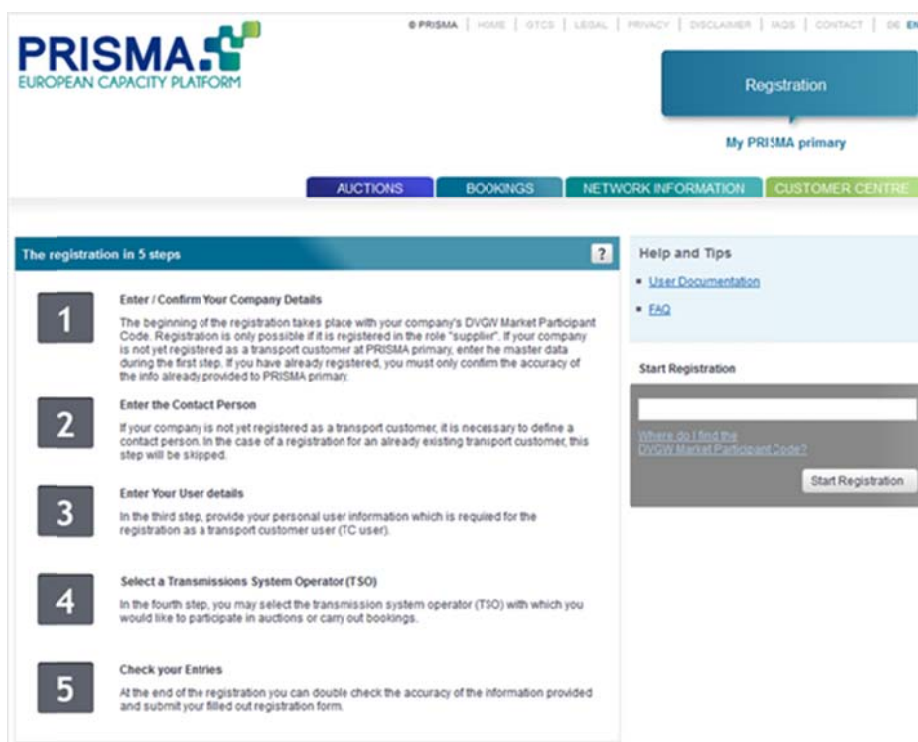 © PRISMA | HOME | GTCS | LEGAL | PRIVACY | DISCLAIMER | FAQS | CONTACT | DE EN
PRISMA
EUROPEAN CAPACITY PLATFORM
Registration
My PRISMA primary
AUCTIONS BOOKINGS NETWORK INFORMATION CUSTOMER CENTRE
The registration in 5 steps ?
1
Enter / Confirm Your Company Details
The beginning of the registration takes place with your company's DVGW Market Participant
Code. Registration is only possible if it is registered in the role "supplier". If your company
is not yet registered as a transport customer at PRISMA primary, enter he master data
during the first step. If you have already registered, you must only confirm the accuracy of
the info already provided to PRISMA primary.
2
Enter the Contact Person
If your company is not yet registered as a transport customer, it is necessary to define a
contact person. In the case of a registration for an already existing transport customer, this
step will be skipped.
3
Enter Your User details
In the third step, provide your personal user information which is required for the
registration as a transport customer user (TC user).
4
Select a Transmissions System Operator (TSO)
In the fourth step, you may select the transmission system operator (TSO) with which you
would like to participate in auctions or carry out bookings.
5
Check your Entries
At the end of the registration you can double check the accuracy of the information provided
and submit your filled out registration form.
Help and Tips
User Documentation
FAQ
Start Registration
Where do I find the
DVGW Market Participant Code?
Start Registration